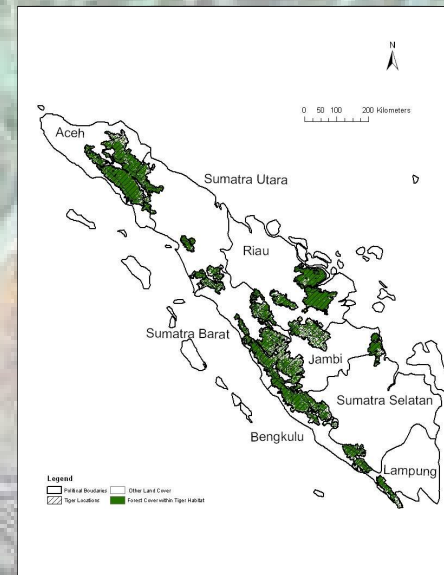 N
0 50 100 200 Kilometers
Aceh
Sumatra Utara
Riau
Sumatra Barat
Jambi
Sumatra Selatan
Bengkulu
Lampung
Legend
Political Boudaries Other Land Cover
Tiger Locations Forest Cover within Tiger Habitat